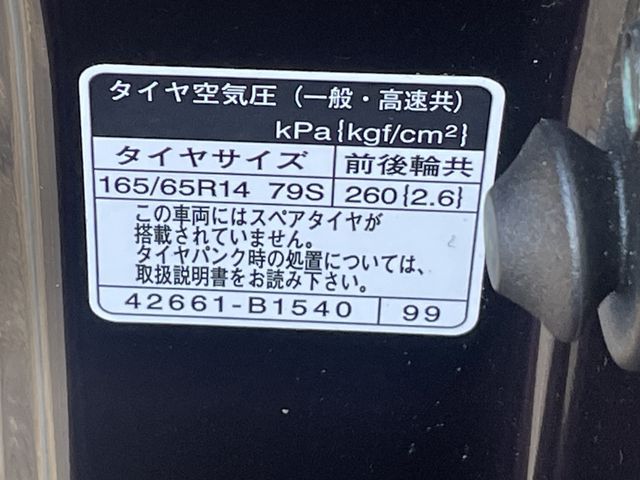 タイヤ空気圧（一般・高速共）
kPa{kgf/cm²}
タイヤサイズ 前後輪共
165/65R14 79S 260{2.6}
この車両にはスペアタイヤが
搭載されていません。
タイヤパンク時の処置については、
取扱説明書をお読み下さい。
42661-B1540 99